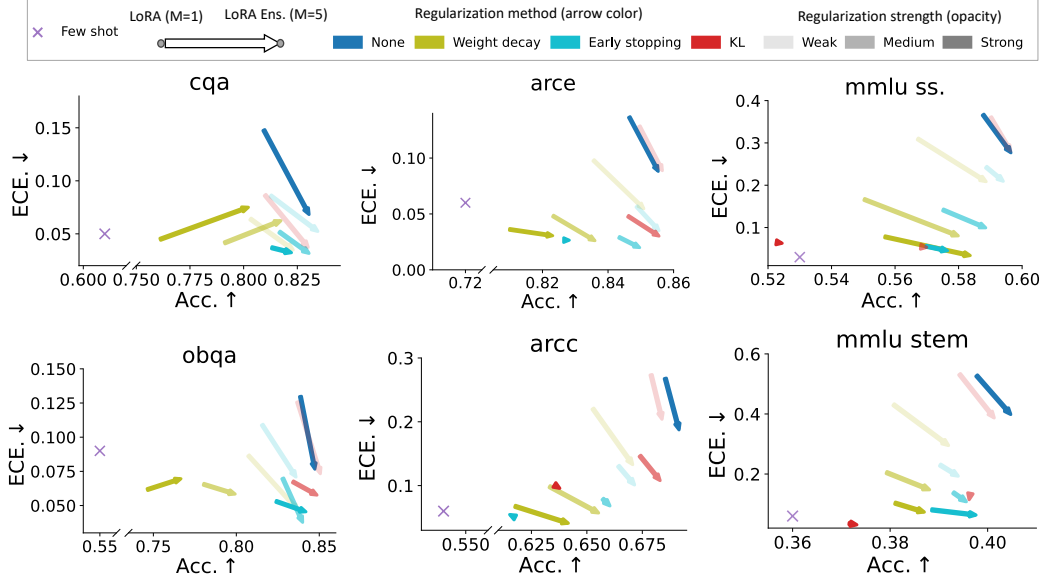 LoRA (M=1) LoRA Ens. (M=5) Regularization method (arrow color) Regularization strength (opacity)
Few shot None Weight decay Early stopping KL Weak Medium Strong
cqa
ECE. ↓
0.15
0.10
0.05
0.600 0.750 0.775 0.800 0.825
Acc. ↑
arce
ECE. ↓
0.10
0.05
0.00
0.72 0.82 0.84 0.86
Acc. ↑
mmlu ss.
ECE. ↓
0.4
0.3
0.2
0.1
0.52 0.54 0.56 0.58 0.60
Acc. ↑
obqa
ECE. ↓
0.150
0.125
0.100
0.075
0.050
0.55 0.75 0.80 0.85
Acc. ↑
arcc
ECE. ↓
0.3
0.2
0.1
0.550 0.625 0.650 0.675
Acc. ↑
mmlu stem
ECE. ↓
0.6
0.4
0.2
0.36 0.38 0.40
Acc. ↑